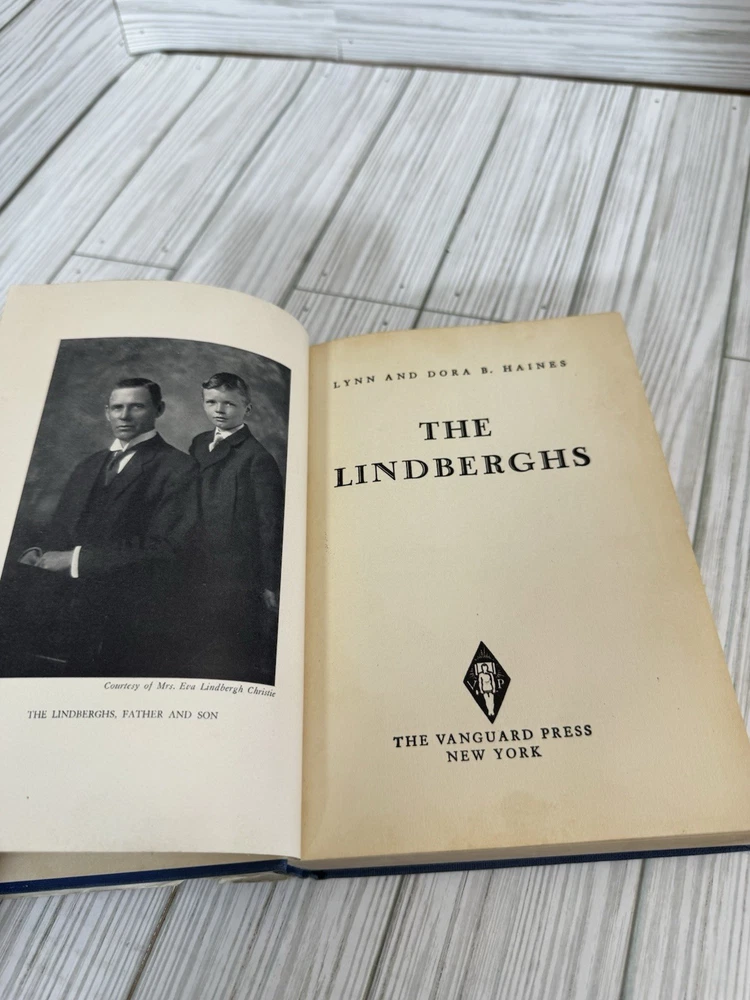 Courtesy of Mrs. Eva Lindbergh Christie
THE LINDBERGHS, FATHER AND SON
LYNN AND DORA B. HAINES
THE
LINDBERGHS
V P
THE VANGUARD PRESS
NEW YORK